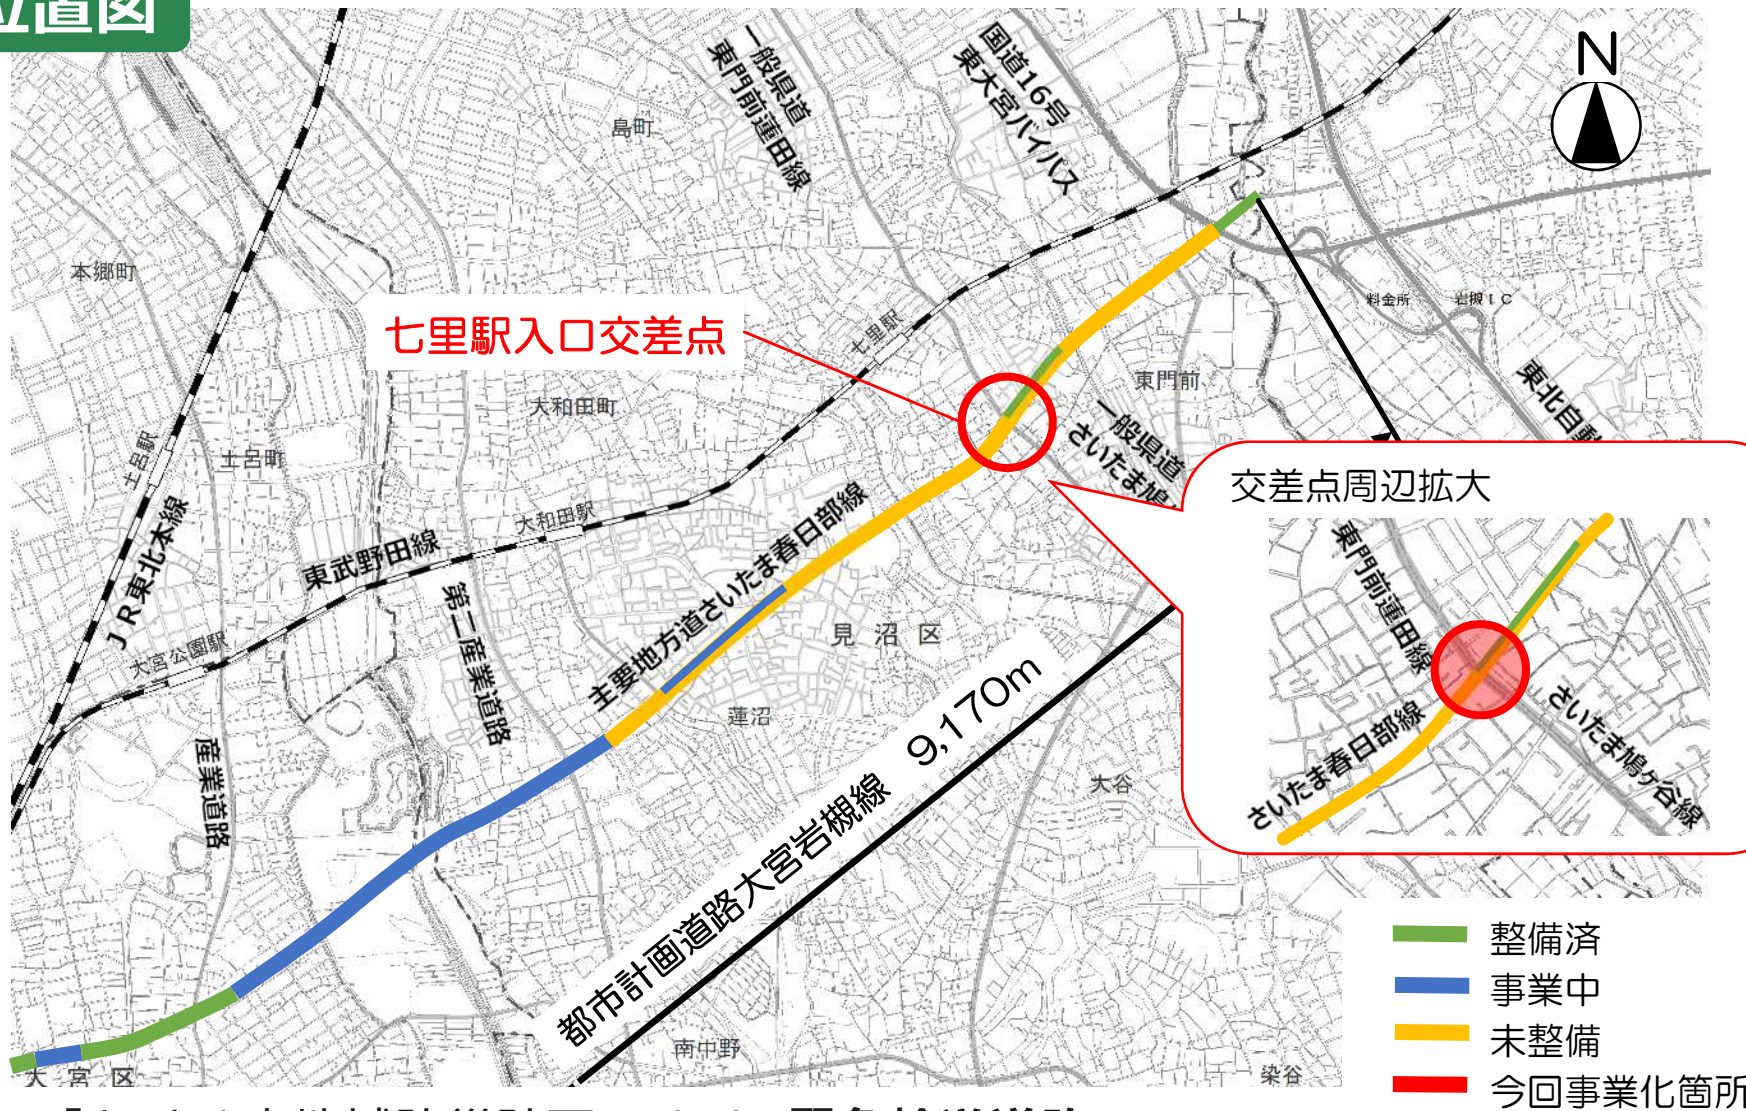 位置図
N
一般県道
東門前蓮田線
国道16号
東大宮バイパス
島町
本郷町
七里駅入口交差点
七里駅
料金所
岩槻IC
東門前
大和田町
一般県道
さいたま鳩
東北自動
土呂駅
土呂町
JR東北本線
大和田駅
東武野田線
大宮公園駅
第二産業道路
産業道路
主要地方道さいたま春日部線
見沼区
蓮沼
大谷
都市計画道路大宮岩槻線 9,170m
南中野
染谷
大宮区
交差点周辺拡大
東門前蓮田線
さいたま春日部線
さいたま鳩ヶ谷線
整備済
事業中
未整備
今回事業化箇所